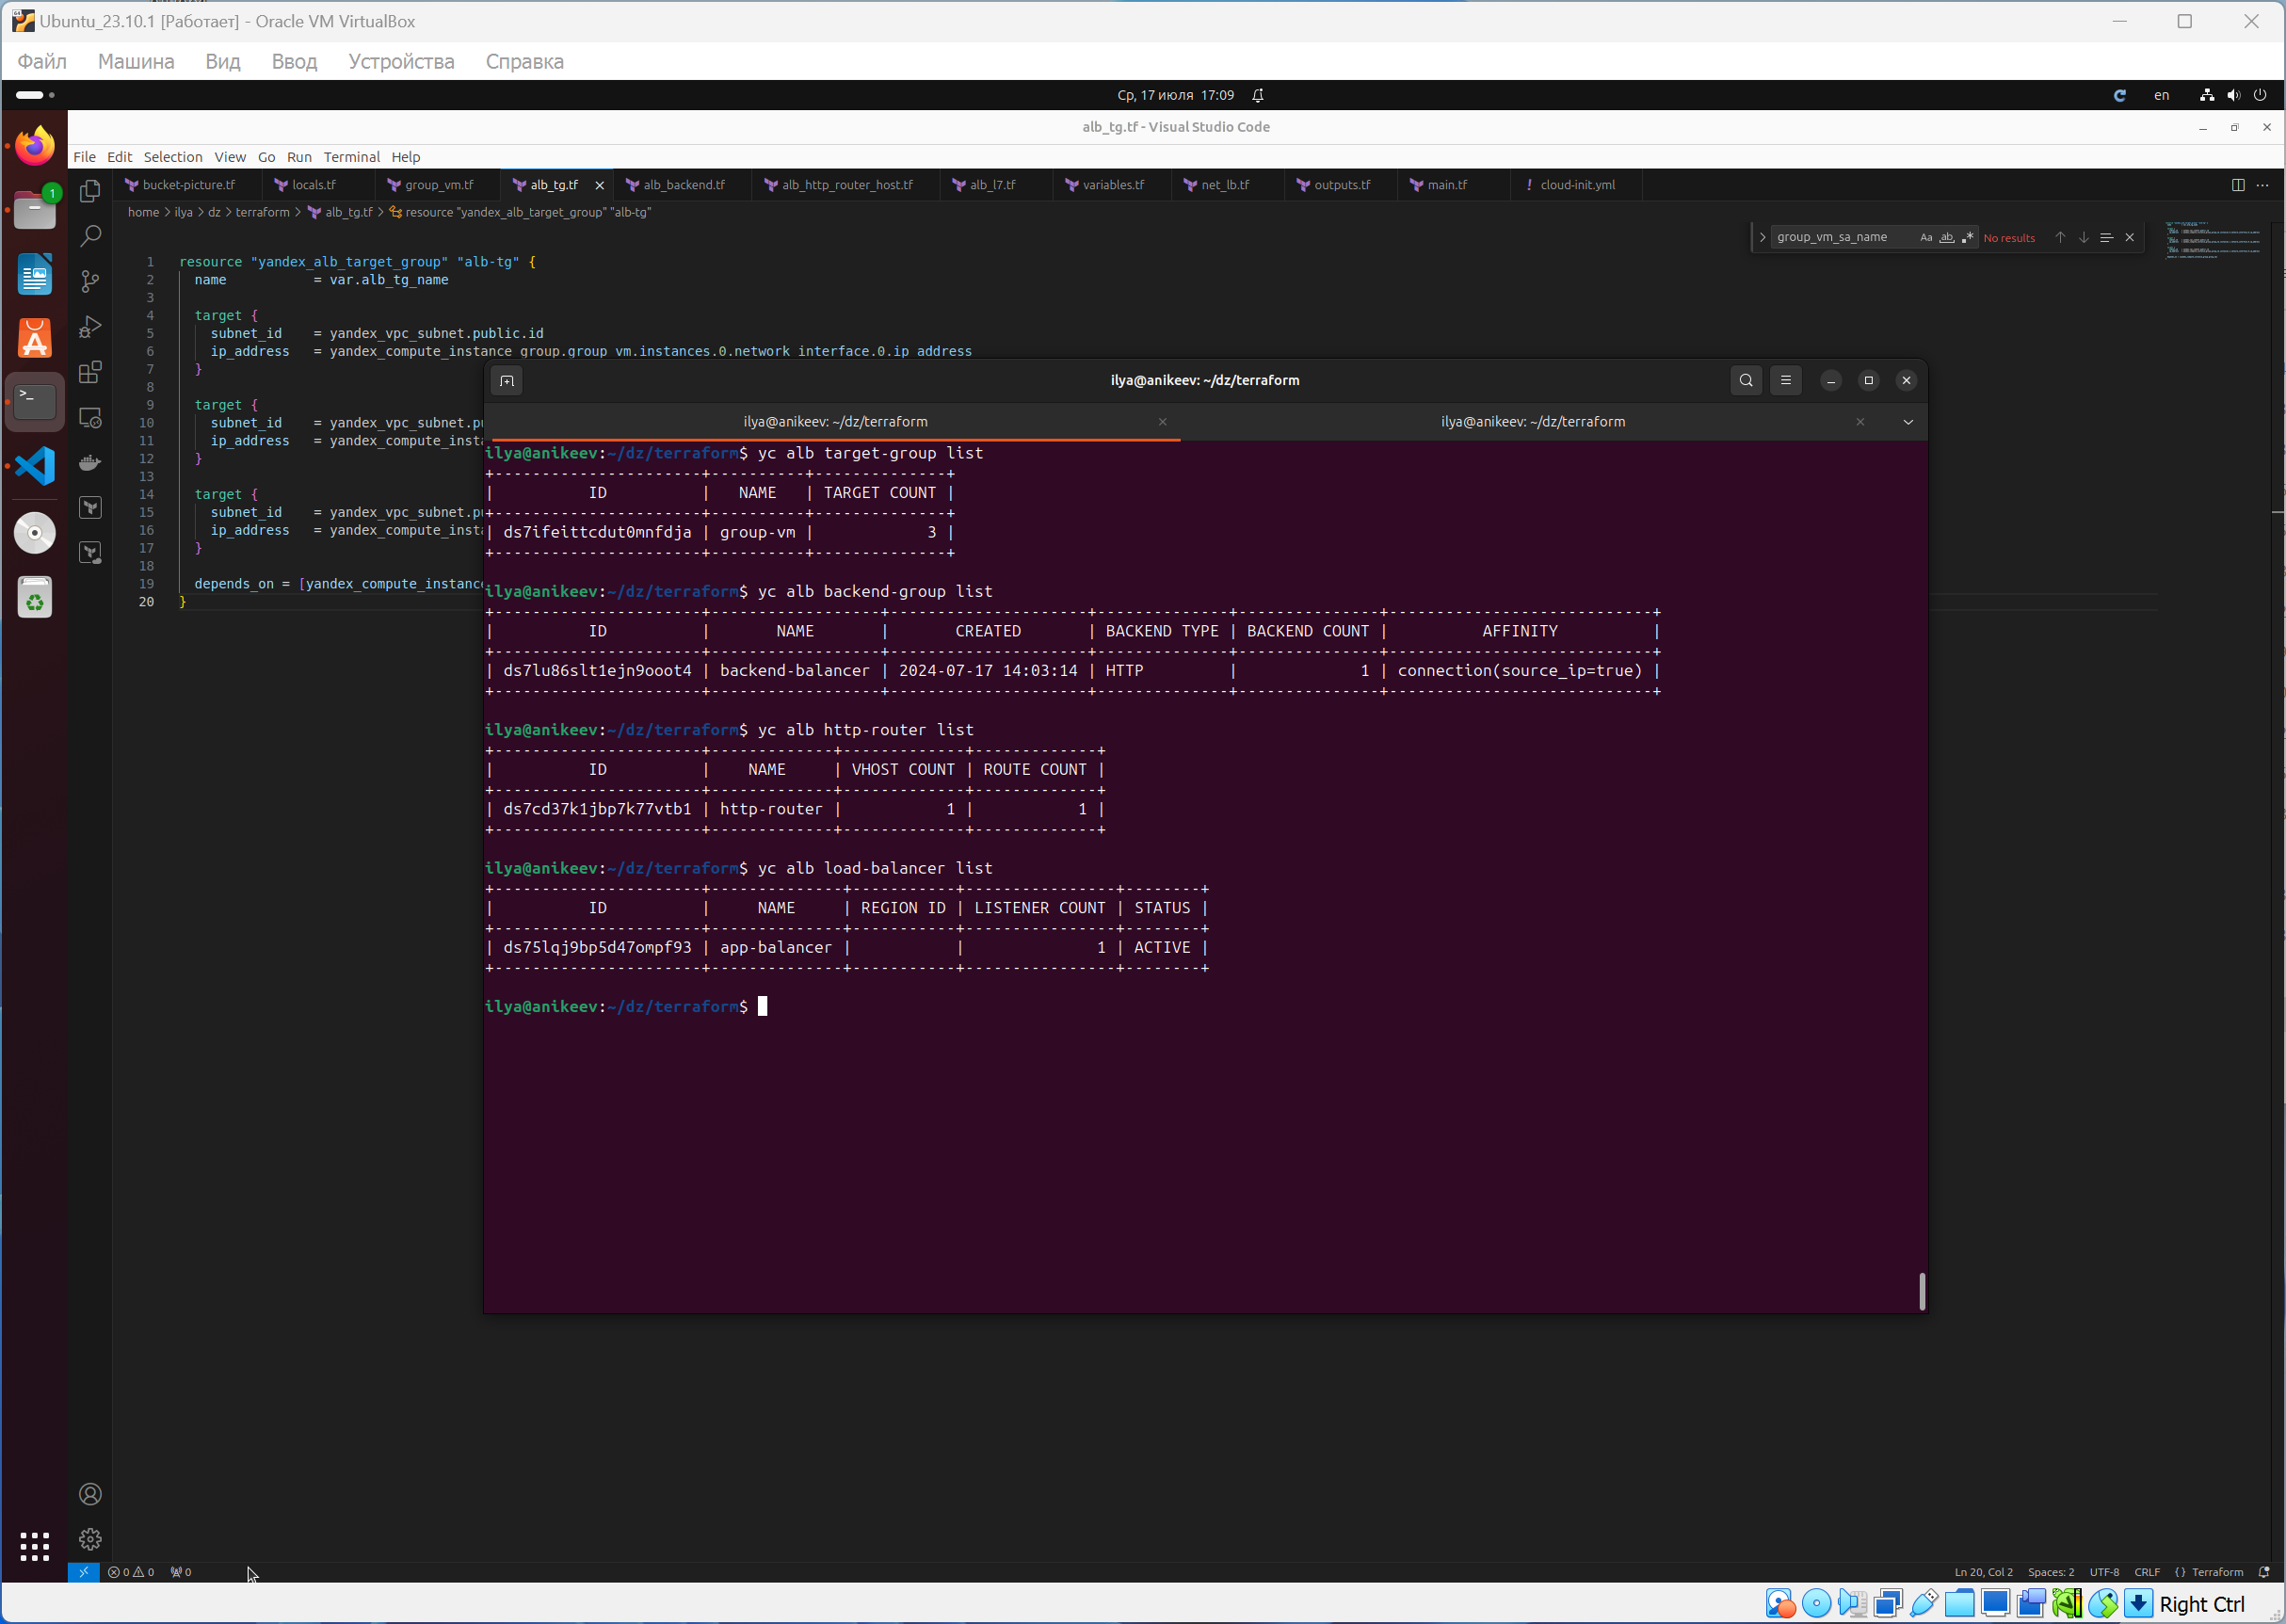 Ubuntu_23.10.1 [Работает] - Oracle VM VirtualBox
Файл Машина Вид Ввод Устройства Справка
Ср, 17 июля 17:09
en
alb_tg.tf - Visual Studio Code
File Edit Selection View Go Run Terminal Help
bucket-picture.tf locals.tf group_vm.tf alb_tg.tf alb_backend.tf alb_http_router_host.tf alb_l7.tf variables.tf net_lb.tf outputs.tf main.tf ! cloud-init.yml
home > ilya > dz > terraform > alb_tg.tf > resource "yandex_alb_target_group" "alb-tg"
group_vm_sa_name Aa ab .* No results
1 resource "yandex_alb_target_group" "alb-tg" {
2 name = var.alb_tg_name
3
4 target {
5 subnet_id = yandex_vpc_subnet.public.id
6 ip_address = yandex_compute_instance_group.group_vm.instances.0.network_interface.0.ip_address
7 }
8
9 target {
10 subnet_id = yandex_vpc_subnet.pu
11 ip_address = yandex_compute_insta
12 }
13
14 target {
15 subnet_id = yandex_vpc_subnet.pu
16 ip_address = yandex_compute_insta
17 }
18
19 depends_on = [yandex_compute_instance
20 }
ilya@anikeev: ~/dz/terraform
ilya@anikeev: ~/dz/terraform ilya@anikeev: ~/dz/terraform
ilya@anikeev:~/dz/terraform$ yc alb target-group list
+----------------------+----------+--------------+
| ID | NAME | TARGET COUNT |
+----------------------+----------+--------------+
| ds7ifeittcdut0mnfdja | group-vm | 3 |
+----------------------+----------+--------------+
ilya@anikeev:~/dz/terraform$ yc alb backend-group list
+----------------------+------------------+---------------------+--------------+---------------+----------------------------+
| ID | NAME | CREATED | BACKEND TYPE | BACKEND COUNT | AFFINITY |
+----------------------+------------------+---------------------+--------------+---------------+----------------------------+
| ds7lu86slt1ejn9ooot4 | backend-balancer | 2024-07-17 14:03:14 | HTTP | 1 | connection(source_ip=true) |
+----------------------+------------------+---------------------+--------------+---------------+----------------------------+
ilya@anikeev:~/dz/terraform$ yc alb http-router list
+----------------------+-------------+-------------+-------------+
| ID | NAME | VHOST COUNT | ROUTE COUNT |
+----------------------+-------------+-------------+-------------+
| ds7cd37k1jbp7k77vtb1 | http-router | 1 | 1 |
+----------------------+-------------+-------------+-------------+
ilya@anikeev:~/dz/terraform$ yc alb load-balancer list
+----------------------+--------------+-----------+----------------+--------+
| ID | NAME | REGION ID | LISTENER COUNT | STATUS |
+----------------------+--------------+-----------+----------------+--------+
| ds75lqj9bp5d47ompf93 | app-balancer | | 1 | ACTIVE |
+----------------------+--------------+-----------+----------------+--------+
ilya@anikeev:~/dz/terraform$
0 0 0
Ln 20, Col 2 Spaces: 2 UTF-8 CRLF {} Terraform
Right Ctrl